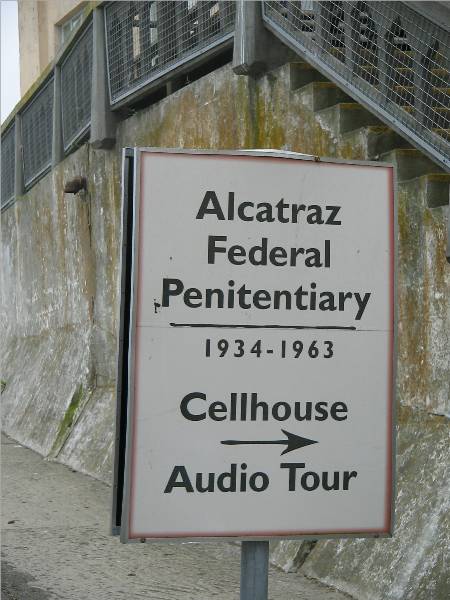 Alcatraz
Federal
Penitentiary
1934-1963
Cellhouse
Audio Tour